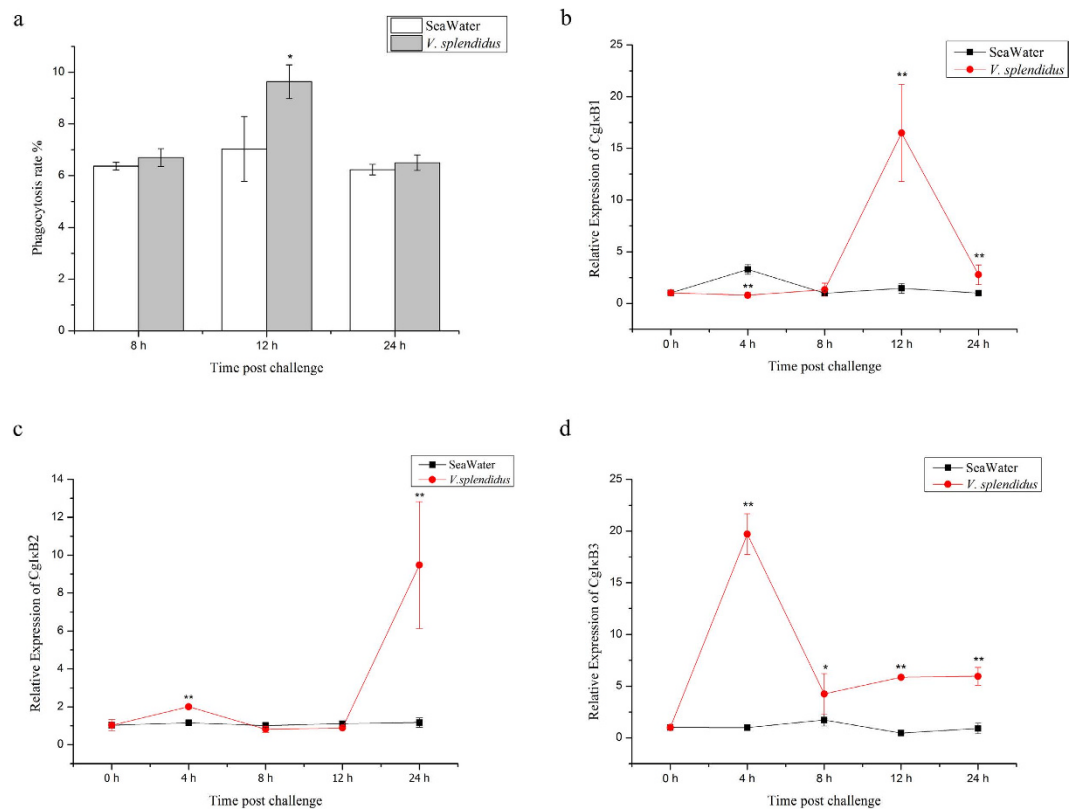 a
SeaWater
V. splendidus
Phagocytosis rate %
10
8
6
4
2
0
*
8 h
12 h
24 h
Time post challenge
b
SeaWater
V. splendidus
Relative Expression of CgIκB1
25
20
15
10
5
0
**
**
**
0 h
4 h
8 h
12 h
24 h
Time post challenge
c
SeaWater
V.splendidus
Relative Expression of CgIκB2
14
12
10
8
6
4
2
0
**
**
0 h
4 h
8 h
12 h
24 h
Time post challenge
d
SeaWater
V. splendidus
Relative Expression of CgIκB3
25
20
15
10
5
0
**
*
**
**
0 h
4 h
8 h
12 h
24 h
Time post challenge